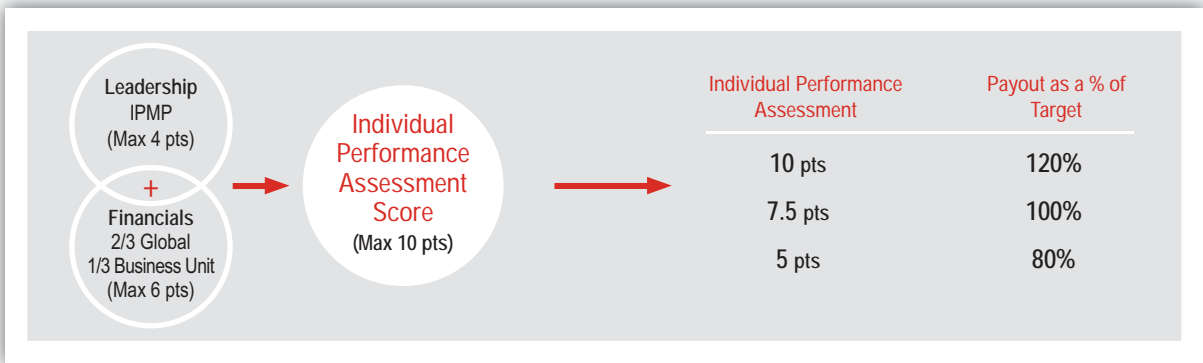 Leadership
IPMP
(Max 4 pts)
+
Financials
2/3 Global
1/3 Business Unit
(Max 6 pts)
Individual
Performance
Assessment
Score
(Max 10 pts)
Individual Performance
Assessment
Payout as a % of
Target
10 pts 120%
7.5 pts 100%
5 pts 80%